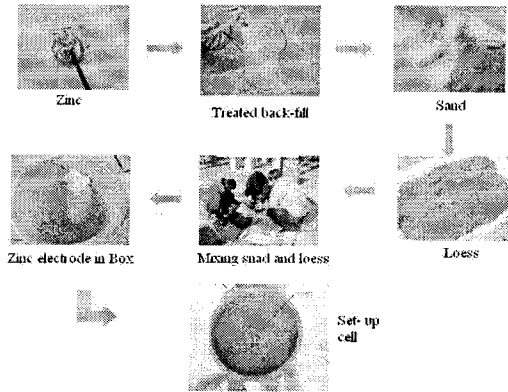 Zinc
Treated back-fill
Sand
Loess
Mixing snad and loess
Zinc electrode in Box
Set- up
cell